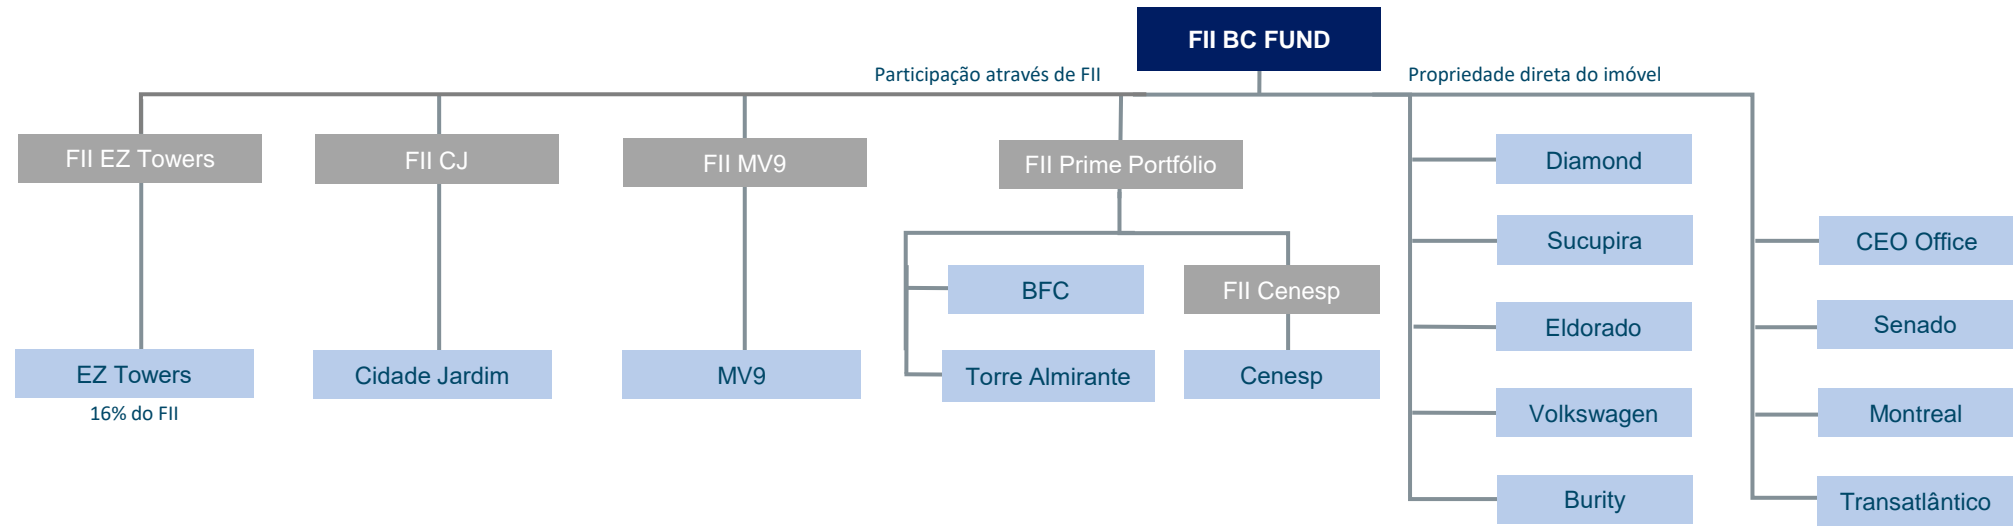 FII BC FUND
Participação através de FII
Propriedade direta do imóvel
FII EZ Towers
FII CJ
FII MV9
FII Prime Portfólio
Diamond
Sucupira
CEO Office
BFC
FII Cenesp
Eldorado
Senado
EZ Towers
Cidade Jardim
MV9
Torre Almirante
Cenesp
16% do FII
Volkswagen
Montreal
Burity
Transatlântico